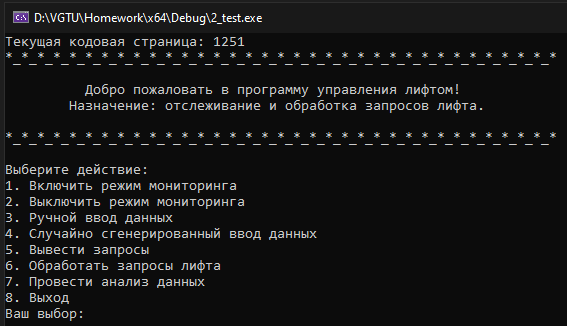 D:\VGTU\Homework\x64\Debug\2_test.exe
Текущая кодовая страница: 1251
*_*_*_*_*_*_*_*_*_*_*_*_*_*_*_*_*_*_*_*_*_*_*_*_*_*_*_*_*_*_*_*_*_*_*
Добро пожаловать в программу управления лифтом!
Назначение: отслеживание и обработка запросов лифта.
*_*_*_*_*_*_*_*_*_*_*_*_*_*_*_*_*_*_*_*_*_*_*_*_*_*_*_*_*_*_*_*_*_*_*
Выберите действие:
1. Включить режим мониторинга
2. Выключить режим мониторинга
3. Ручной ввод данных
4. Случайно сгенерированный ввод данных
5. Вывести запросы
6. Обработать запросы лифта
7. Провести анализ данных
8. Выход
Ваш выбор: